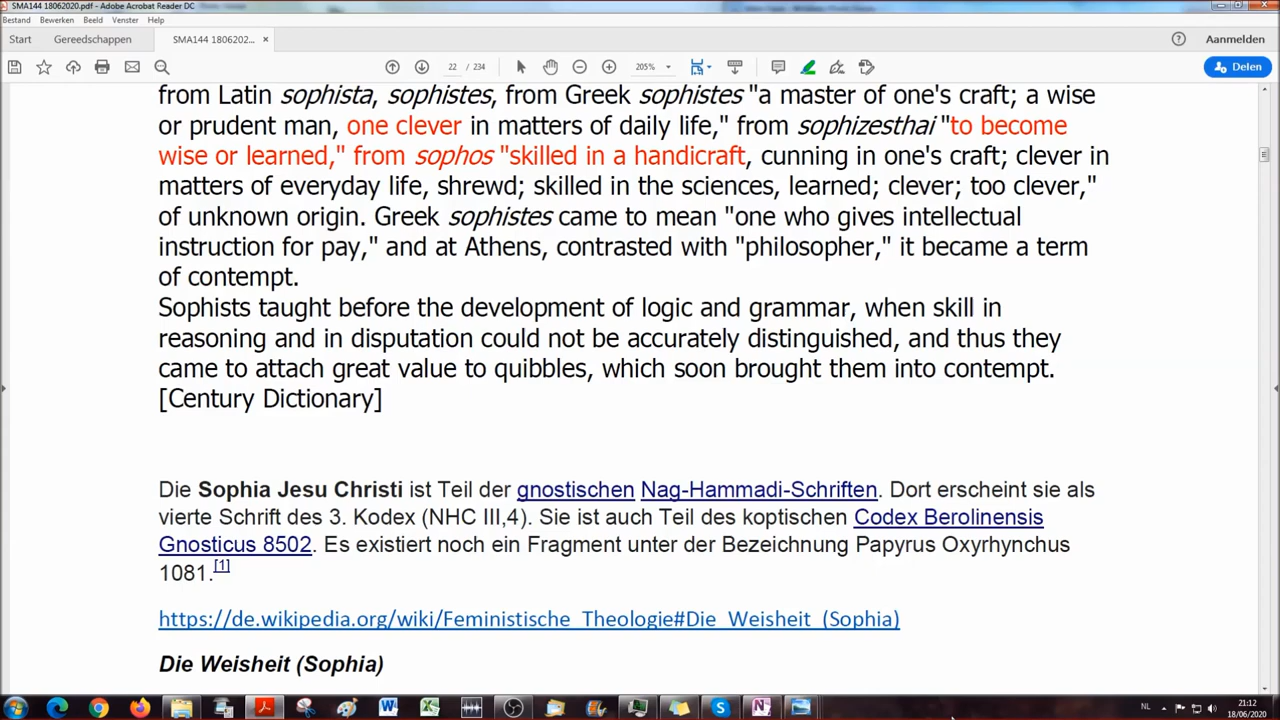 SMA144 18062020.pdf - Adobe Acrobat Reader DC
Bestand Bewerken Beeld Venster Help
Start Gereedschappen SMA144 1806202... × Aanmelden
22 / 234 205% Delen
from Latin sophista, sophistes, from Greek sophistes "a master of one's craft; a wise
or prudent man, one clever in matters of daily life," from sophizesthai "to become
wise or learned," from sophos "skilled in a handicraft, cunning in one's craft; clever in
matters of everyday life, shrewd; skilled in the sciences, learned; clever; too clever,"
of unknown origin. Greek sophistes came to mean "one who gives intellectual
instruction for pay," and at Athens, contrasted with "philosopher," it became a term
of contempt.
Sophists taught before the development of logic and grammar, when skill in
reasoning and in disputation could not be accurately distinguished, and thus they
came to attach great value to quibbles, which soon brought them into contempt.
[Century Dictionary]
Die Sophia Jesu Christi ist Teil der gnostischen Nag-Hammadi-Schriften. Dort erscheint sie als
vierte Schrift des 3. Kodex (NHC III,4). Sie ist auch Teil des koptischen Codex Berolinensis
Gnosticus 8502. Es existiert noch ein Fragment unter der Bezeichnung Papyrus Oxyrhynchus
1081.[1]
https://de.wikipedia.org/wiki/Feministische_Theologie#Die_Weisheit_(Sophia)
Die Weisheit (Sophia)
NL 21:12
18/06/2020